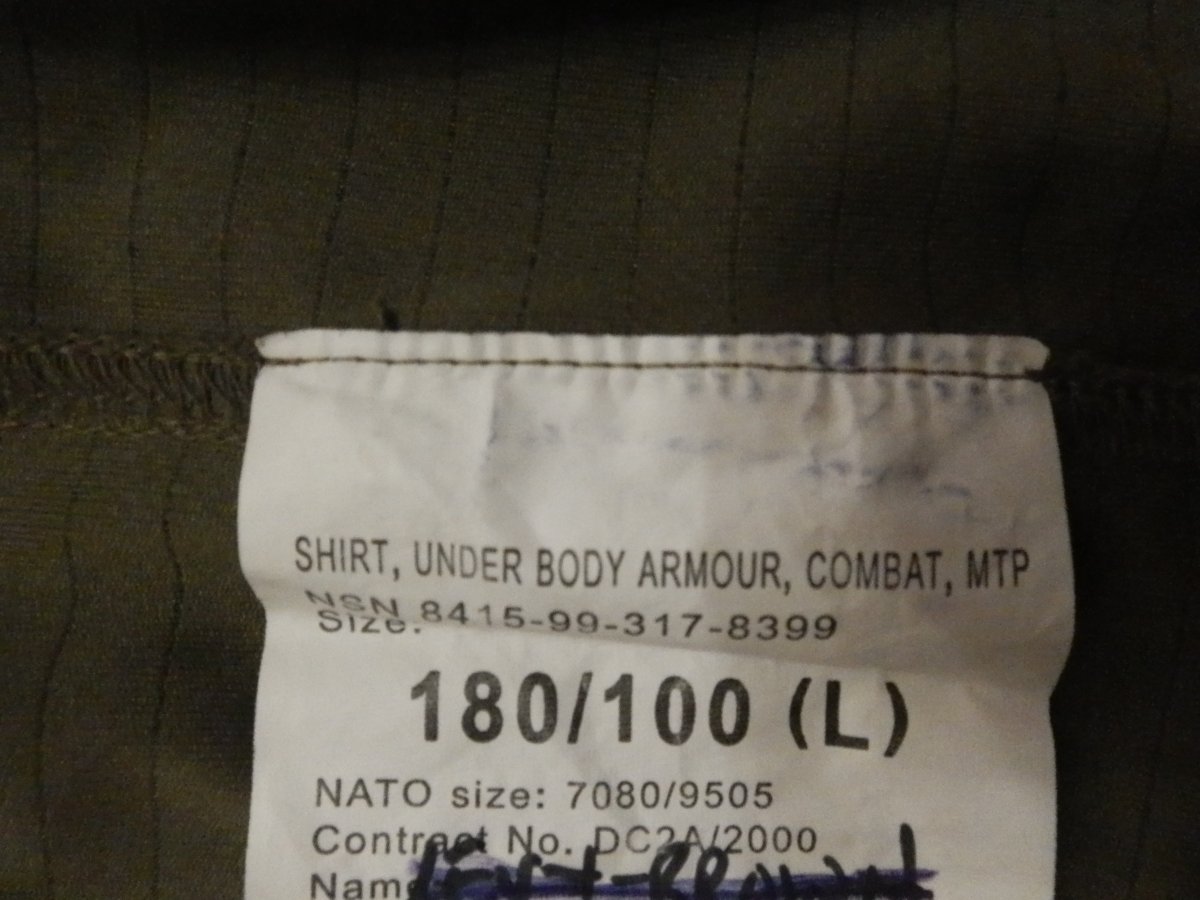 SHIRT, UNDER BODY ARMOUR, COMBAT, MTP
NSN 8415-99-317-8399
Size:
180/100 (L)
NATO size: 7080/9505
Contract No. DC2A/2000
Name